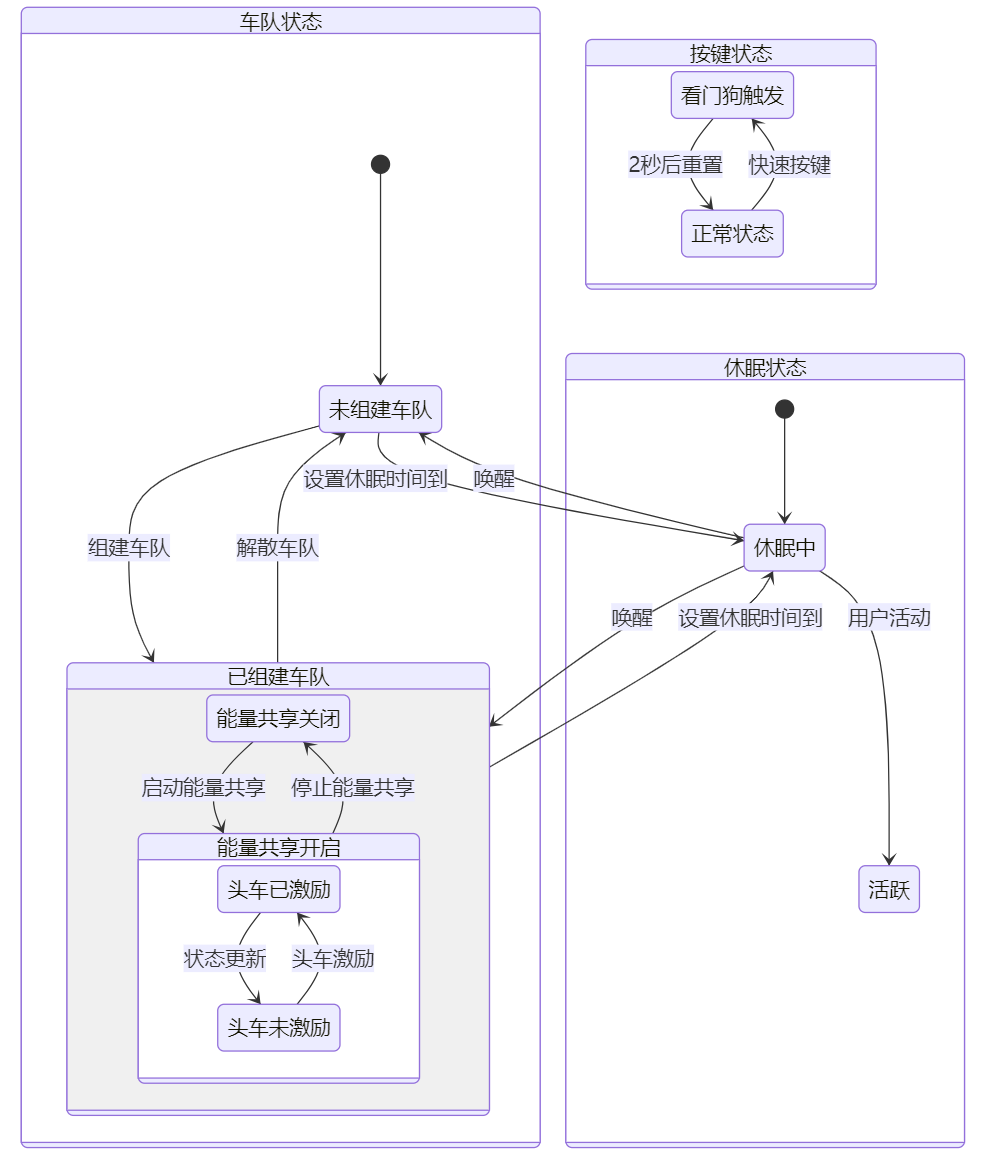 车队状态
未组建车队
设置休眠时间到
唤醒
组建车队
解散车队
已组建车队
能量共享关闭
启动能量共享
停止能量共享
能量共享开启
头车已激励
状态更新
头车激励
头车未激励
按键状态
看门狗触发
2秒后重置
快速按键
正常状态
休眠状态
休眠中
唤醒
设置休眠时间到
用户活动
活跃